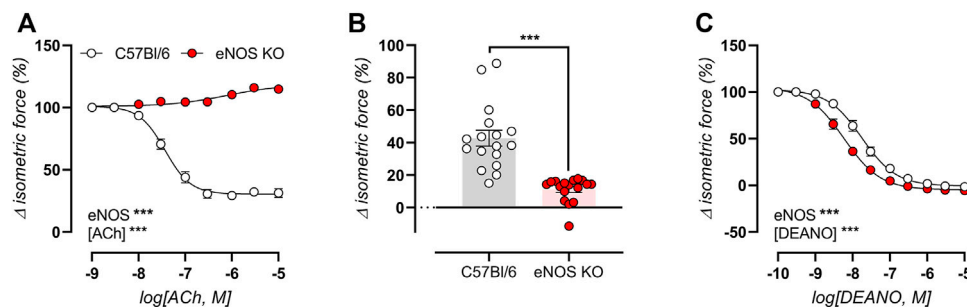 A
Δ isometric force (%)
150
100
50
0
C57Bl/6
eNOS KO
eNOS ***
[ACh] ***
-9 -8 -7 -6 -5
log[ACh, M]
B
Δ isometric force (%)
100
80
60
40
20
0
-20
***
C57Bl/6 eNOS KO
C
Δ isometric force (%)
150
100
50
0
-50
eNOS ***
[DEANO] ***
-10 -9 -8 -7 -6 -5
log[DEANO, M]